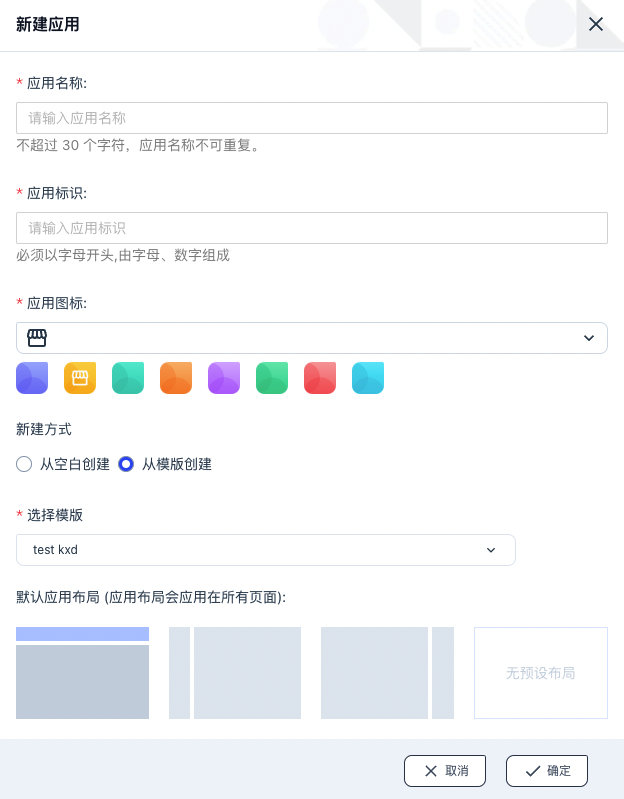 新建应用
* 应用名称:
请输入应用名称
不超过 30 个字符，应用名称不可重复。
* 应用标识:
请输入应用标识
必须以字母开头,由字母、数字组成
* 应用图标:
新建方式
从空白创建 从模版创建
* 选择模版
test kxd
默认应用布局 (应用布局会应用在所有页面):
无预设布局
取消 确定